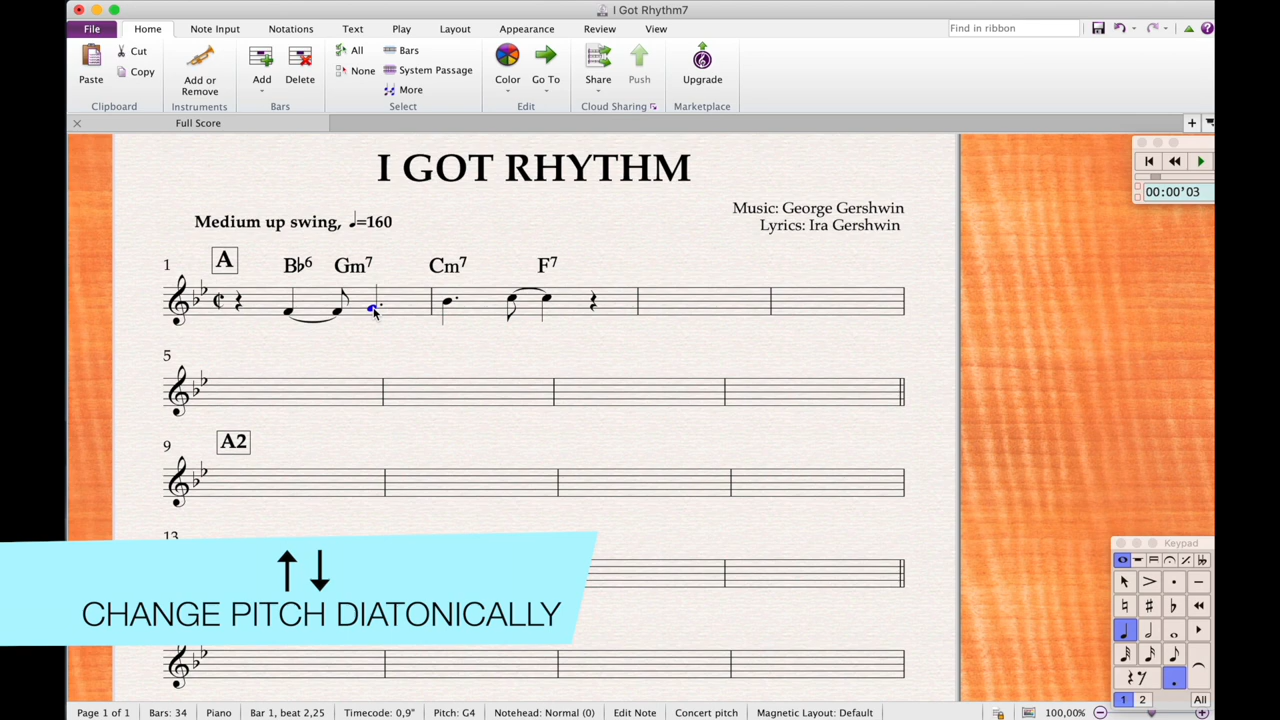 I Got Rhythm7
File Home Note Input Notations Text Play Layout Appearance Review View Find in ribbon
Cut
Copy
Paste
Clipboard
Add or
Remove
Instruments
Add Delete
Bars
All Bars
None System Passage
More
Select
Color Go To
Edit
Share Push
Cloud Sharing
Upgrade
Marketplace
Full Score
I GOT RHYTHM
00:00'03
Medium up swing, ♩=160
Music: George Gershwin
Lyrics: Ira Gershwin
1 A B♭6 Gm7 Cm7 F7
5
9 A2
13
CHANGE PITCH DIATONICALLY
Keypad
1 2 All
Page 1 of 1 Bars: 34 Piano Bar 1, beat 2,25 Timecode: 0,9" Pitch: G4 Notehead: Normal (0) Edit Note Concert pitch Magnetic Layout: Default 100,00%